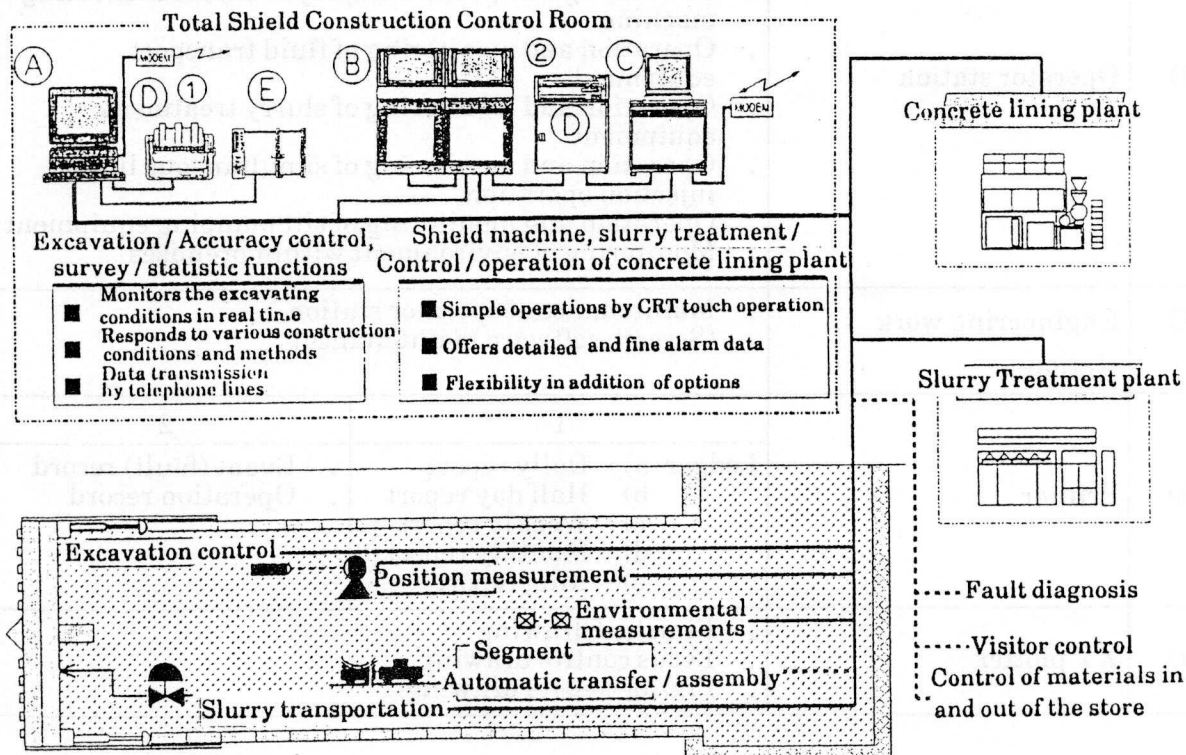 Total Shield Construction Control Room
A
MODEM
D
1
E
B
2
D
C
MODEM
Concrete lining plant
Excavation / Accuracy control,
survey / statistic functions
■ Monitors the excavating
conditions in real time
■ Responds to various construction
conditions and methods
■ Data transmission
by telephone lines
Shield machine, slurry treatment /
Control / operation of concrete lining plant
■ Simple operations by CRT touch operation
■ Offers detailed and fine alarm data
■ Flexibility in addition of options
Slurry Treatment plant
Excavation control
Position measurement
Environmental
measurements
Segment
Automatic transfer / assembly
Slurry transportation
Fault diagnosis
Visitor control
Control of materials in
and out of the store